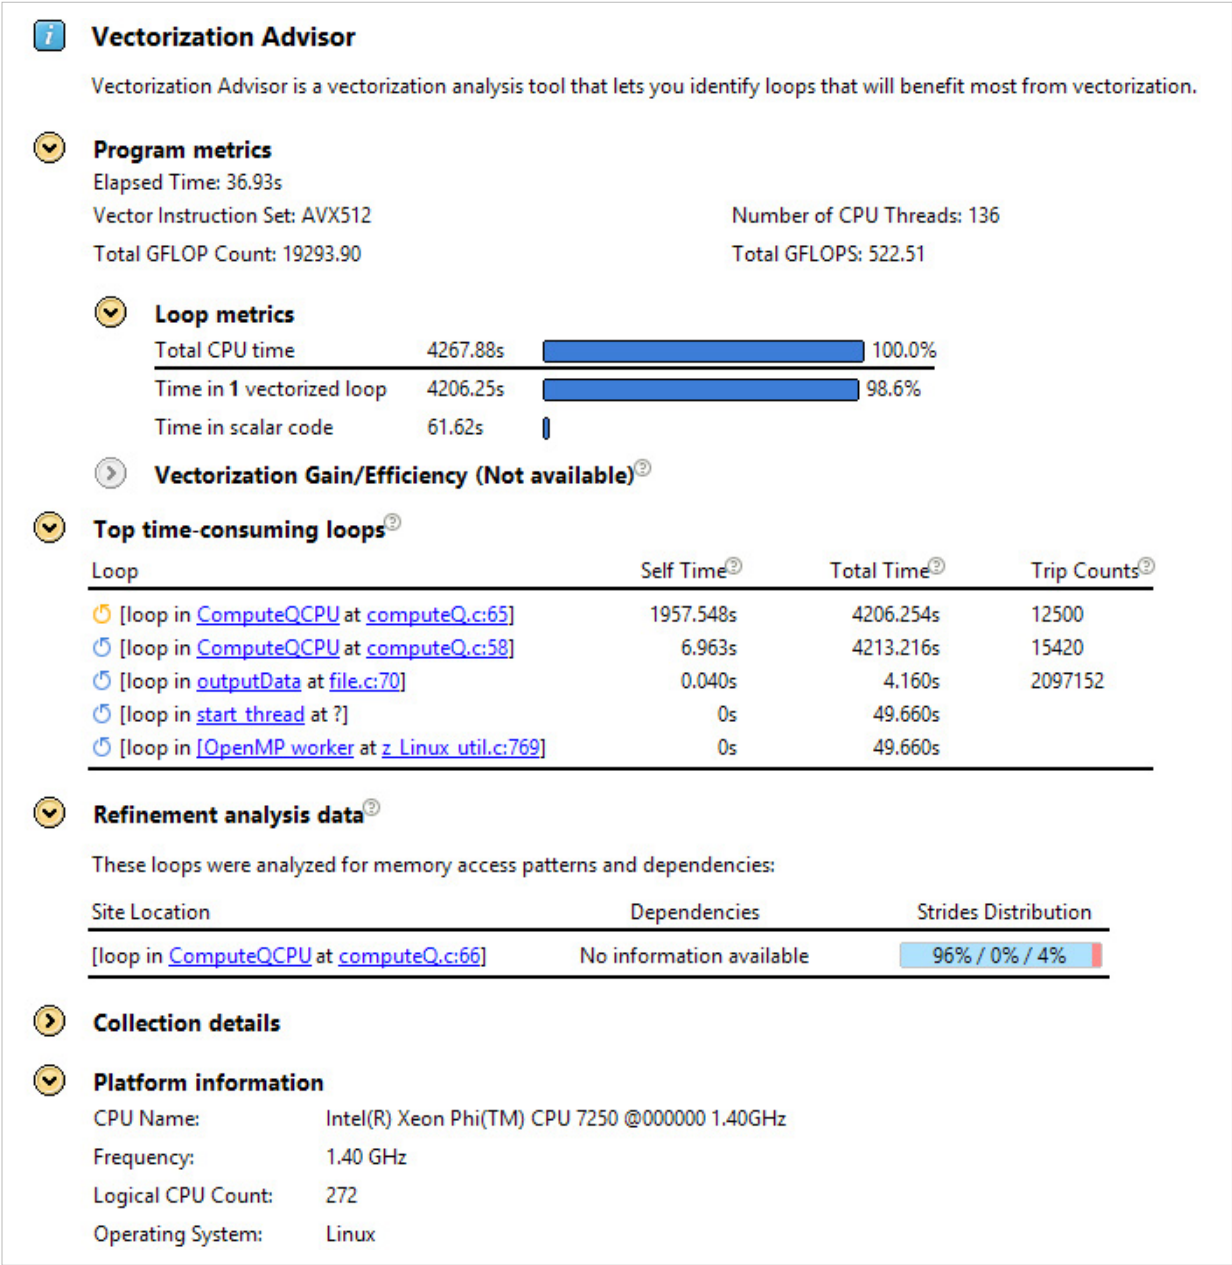 Vectorization Advisor
Vectorization Advisor is a vectorization analysis tool that lets you identify loops that will benefit most from vectorization.
Program metrics
Elapsed Time: 36.93s
Vector Instruction Set: AVX512 Number of CPU Threads: 136
Total GFLOP Count: 19293.90 Total GFLOPS: 522.51
Loop metrics
Total CPU time 4267.88s 100.0%
Time in 1 vectorized loop 4206.25s 98.6%
Time in scalar code 61.62s
Vectorization Gain/Efficiency (Not available)?
Top time-consuming loops?
Loop Self Time? Total Time? Trip Counts?
[loop in ComputeQCPU at computeQ.c:65] 1957.548s 4206.254s 12500
[loop in ComputeQCPU at computeQ.c:58] 6.963s 4213.216s 15420
[loop in outputData at file.c:70] 0.040s 4.160s 2097152
[loop in start_thread at ?] 0s 49.660s
[loop in [OpenMP worker at z_Linux_util.c:769] 0s 49.660s
Refinement analysis data?
These loops were analyzed for memory access patterns and dependencies:
Site Location Dependencies Strides Distribution
[loop in ComputeQCPU at computeQ.c:66] No information available 96% / 0% / 4%
Collection details
Platform information
CPU Name: Intel(R) Xeon Phi(TM) CPU 7250 @000000 1.40GHz
Frequency: 1.40 GHz
Logical CPU Count: 272
Operating System: Linux